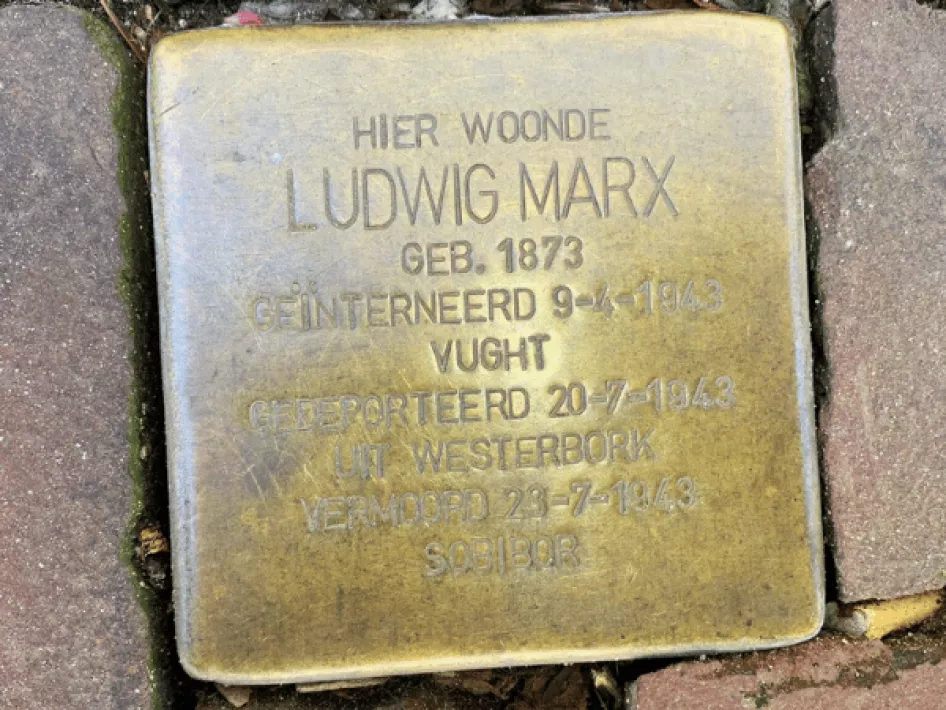 HIER WOONDE
LUDWIG MARX
GEB. 1873
GEÏNTERNEERD 9-4-1943
VUGHT
GEDEPORTEERD 20-7-1943
UIT WESTERBORK
VERMOORD 23-7-1943
SOBIBOR